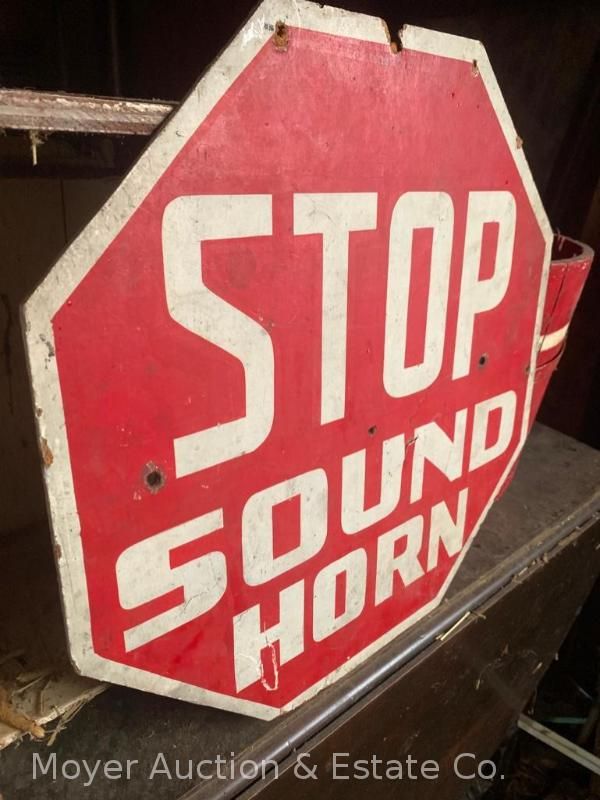 STOP
SOUND
HORN
Moyer Auction & Estate Co.